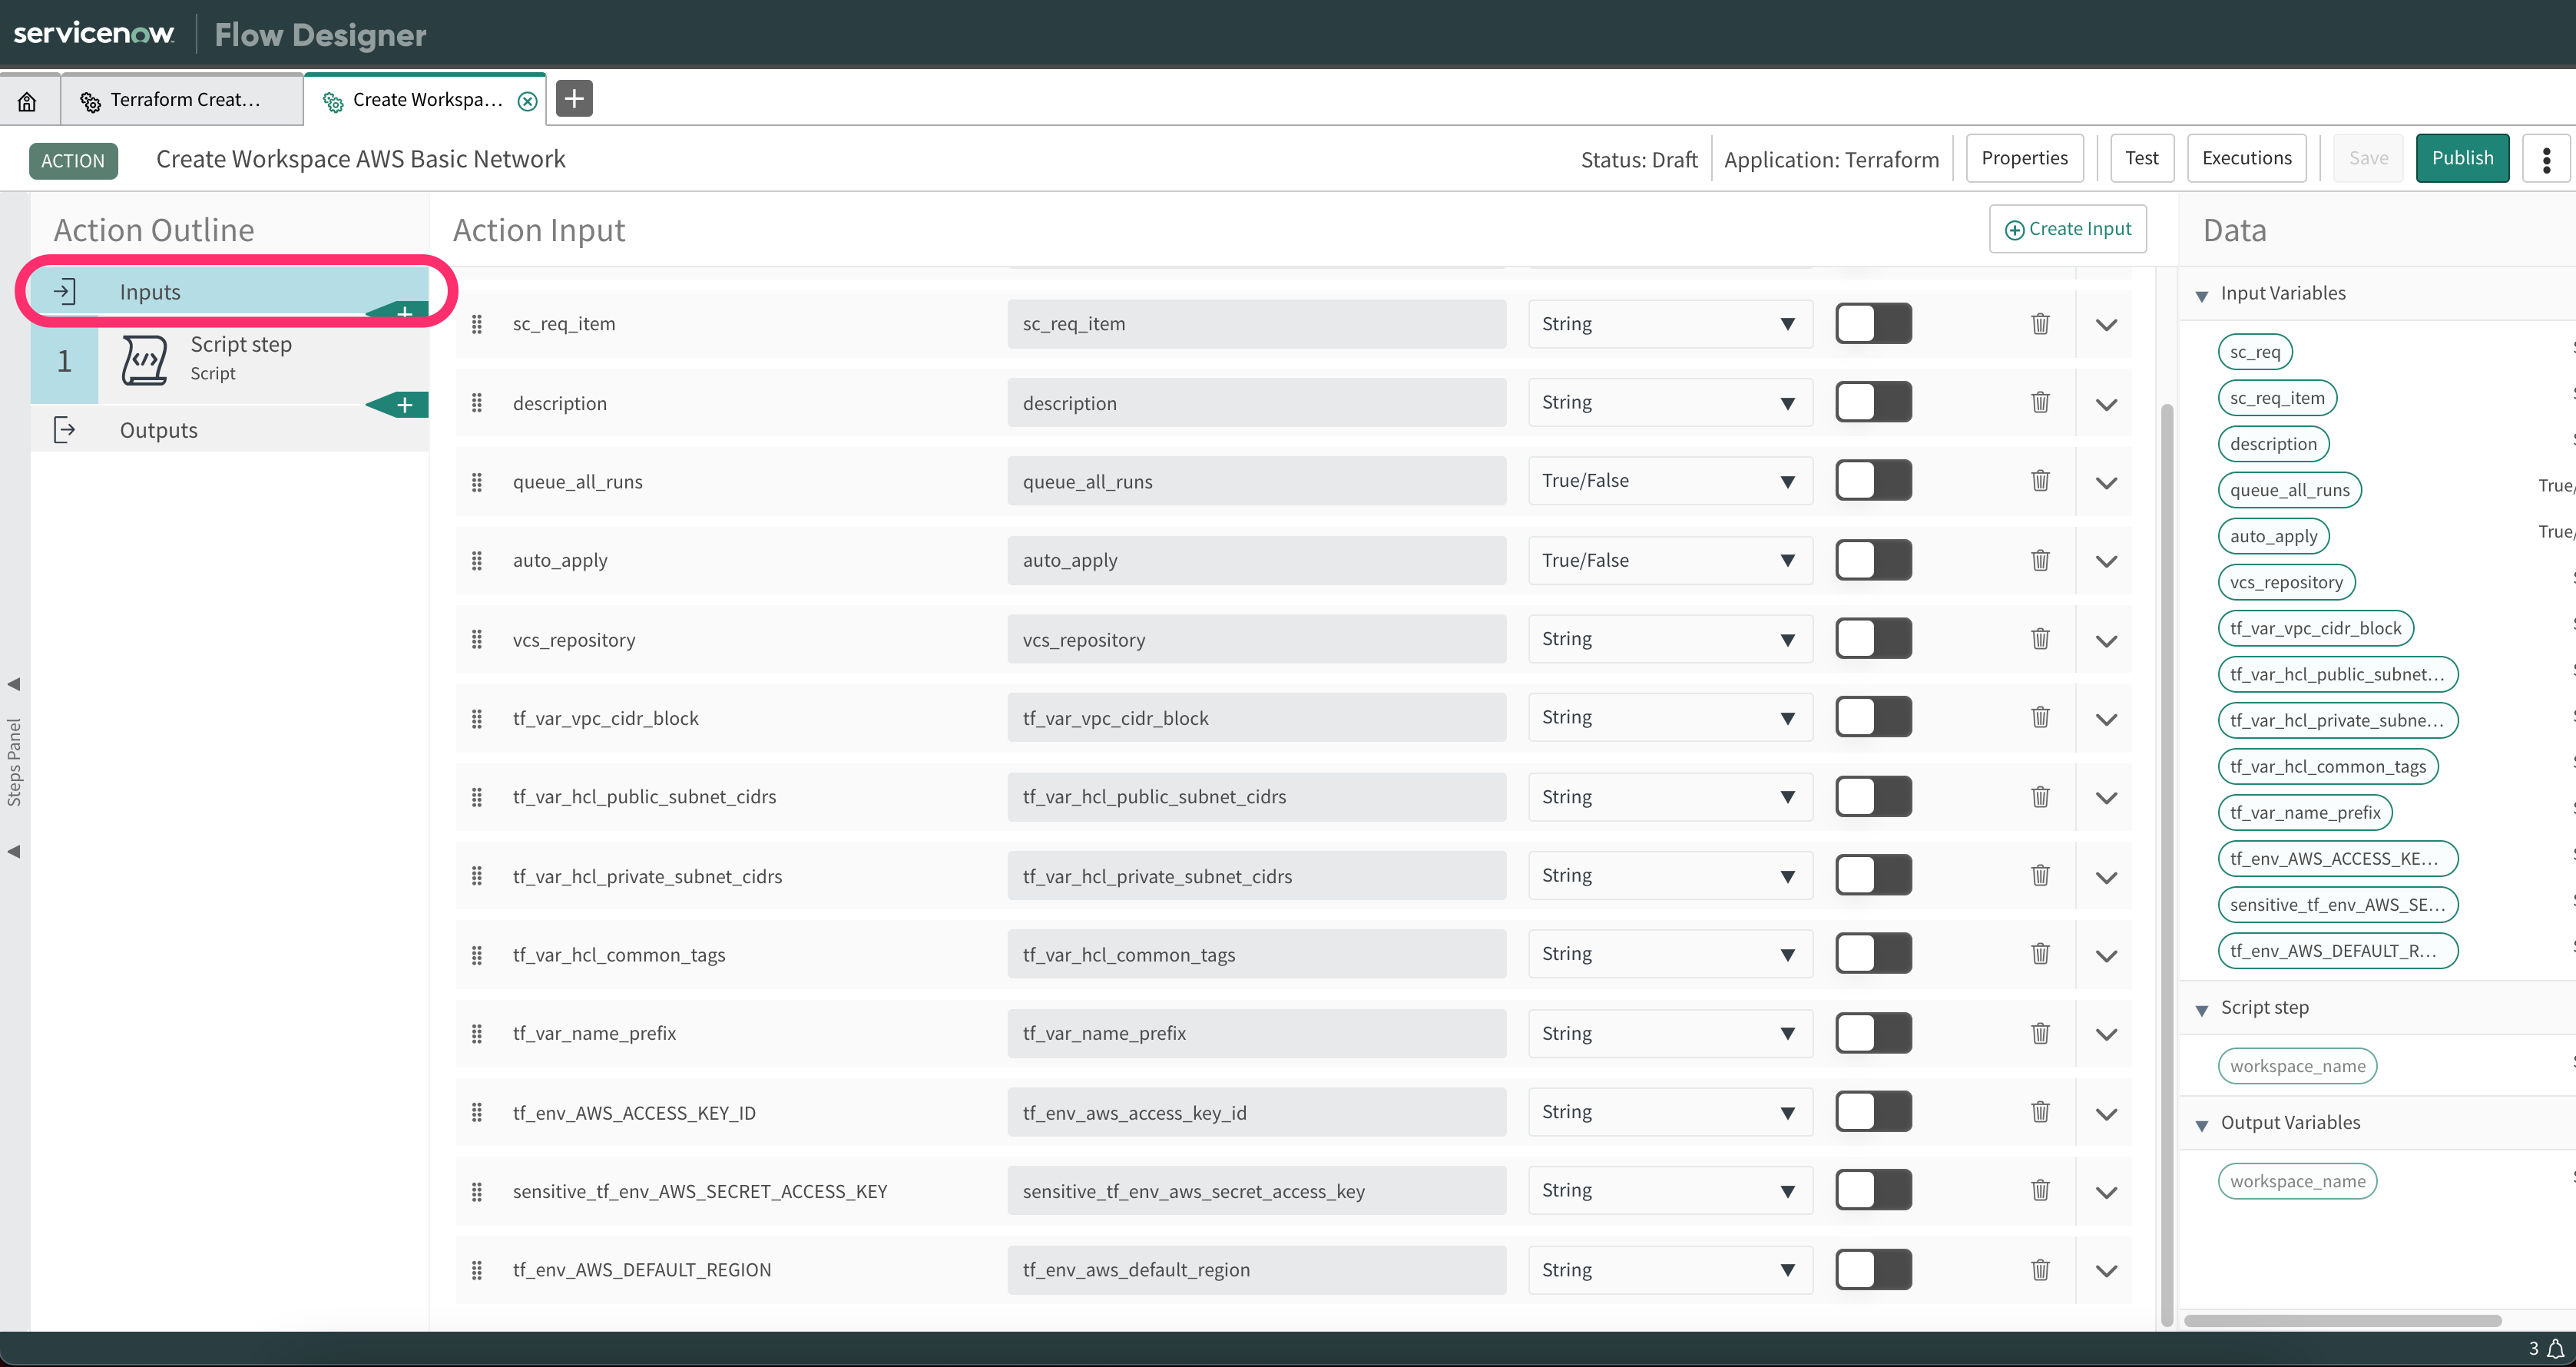 servicenow Flow Designer
Terraform Creat...
Create Workspa...
ACTION Create Workspace AWS Basic Network
Status: Draft
Application: Terraform
Properties
Test
Executions
Save
Publish
Action Outline
Inputs
1
Script step
Script
Outputs
Steps Panel
Action Input
Create Input
sc_req_item sc_req_item String
description description String
queue_all_runs queue_all_runs True/False
auto_apply auto_apply True/False
vcs_repository vcs_repository String
tf_var_vpc_cidr_block tf_var_vpc_cidr_block String
tf_var_hcl_public_subnet_cidrs tf_var_hcl_public_subnet_cidrs String
tf_var_hcl_private_subnet_cidrs tf_var_hcl_private_subnet_cidrs String
tf_var_hcl_common_tags tf_var_hcl_common_tags String
tf_var_name_prefix tf_var_name_prefix String
tf_env_AWS_ACCESS_KEY_ID tf_env_aws_access_key_id String
sensitive_tf_env_AWS_SECRET_ACCESS_KEY sensitive_tf_env_aws_secret_access_key String
tf_env_AWS_DEFAULT_REGION tf_env_aws_default_region String
Data
Input Variables
sc_req
sc_req_item
description
queue_all_runs True/
auto_apply True/
vcs_repository
tf_var_vpc_cidr_block
tf_var_hcl_public_subnet...
tf_var_hcl_private_subne...
tf_var_hcl_common_tags
tf_var_name_prefix
tf_env_AWS_ACCESS_KE...
sensitive_tf_env_AWS_SE...
tf_env_AWS_DEFAULT_R...
Script step
workspace_name
Output Variables
workspace_name
3